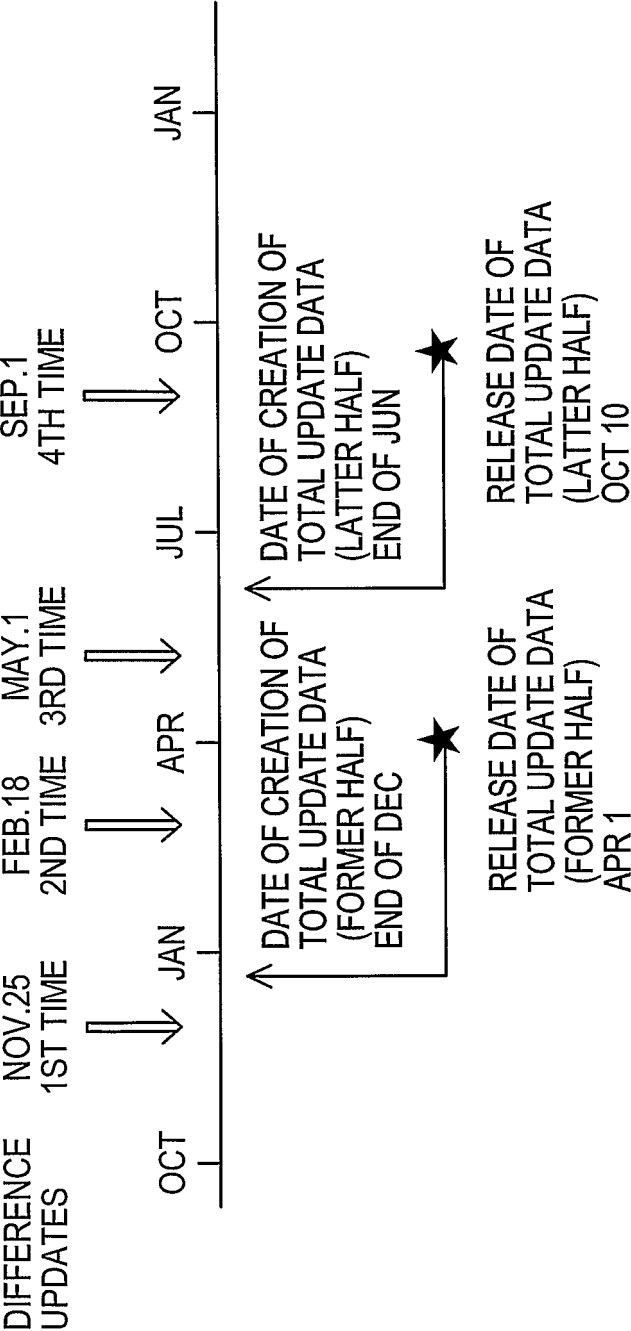 DIFFERENCE
UPDATES
NOV.25
1ST TIME
FEB.18
2ND TIME
MAY.1
3RD TIME
SEP.1
4TH TIME
OCT
JAN
APR
JUL
OCT
JAN
DATE OF CREATION OF
TOTAL UPDATE DATA
(FORMER HALF)
END OF DEC
DATE OF CREATION OF
TOTAL UPDATE DATA
(LATTER HALF)
END OF JUN
RELEASE DATE OF
TOTAL UPDATE DATA
(FORMER HALF)
APR 1
RELEASE DATE OF
TOTAL UPDATE DATA
(LATTER HALF)
OCT 10